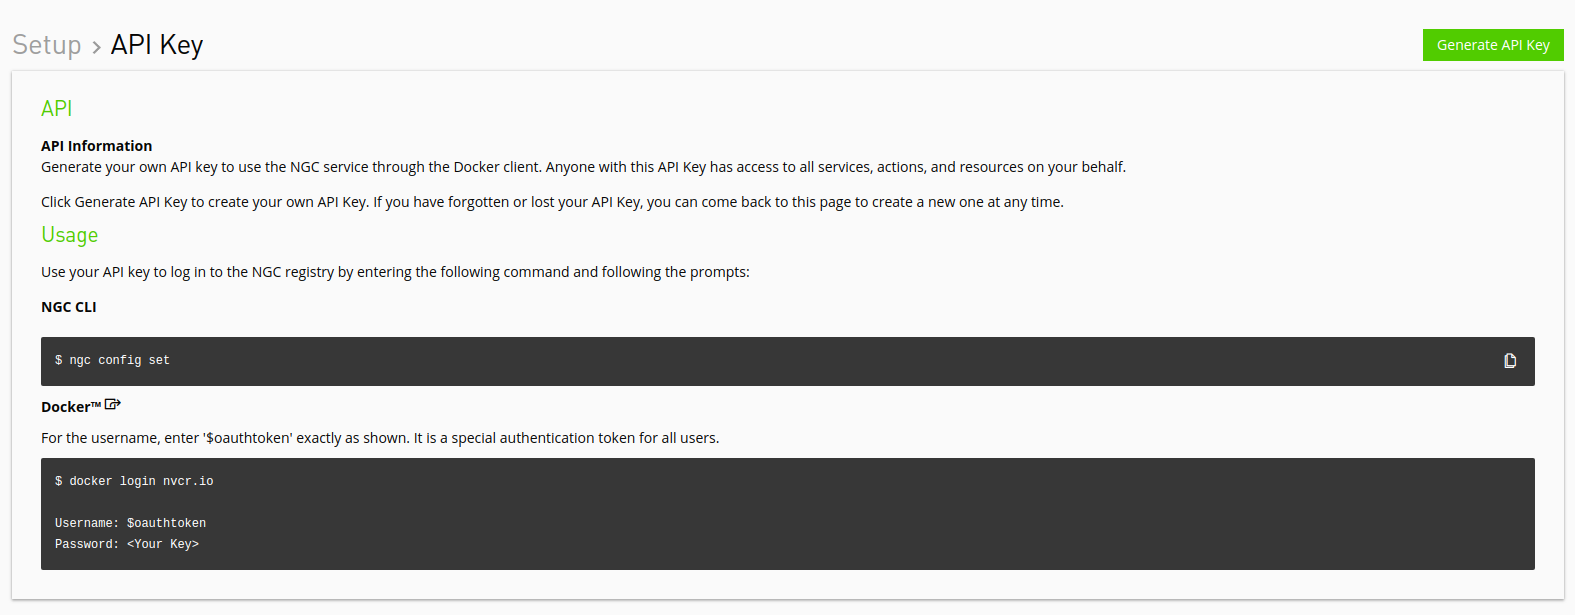 Setup > API Key
Generate API Key
API
API Information
Generate your own API key to use the NGC service through the Docker client. Anyone with this API Key has access to all services, actions, and resources on your behalf.
Click Generate API Key to create your own API Key. If you have forgotten or lost your API Key, you can come back to this page to create a new one at any time.
Usage
Use your API key to log in to the NGC registry by entering the following command and following the prompts:
NGC CLI
$ ngc config set
Docker™
For the username, enter '$oauthtoken' exactly as shown. It is a special authentication token for all users.
$ docker login nvcr.io
Username: $oauthtoken
Password: <Your Key>